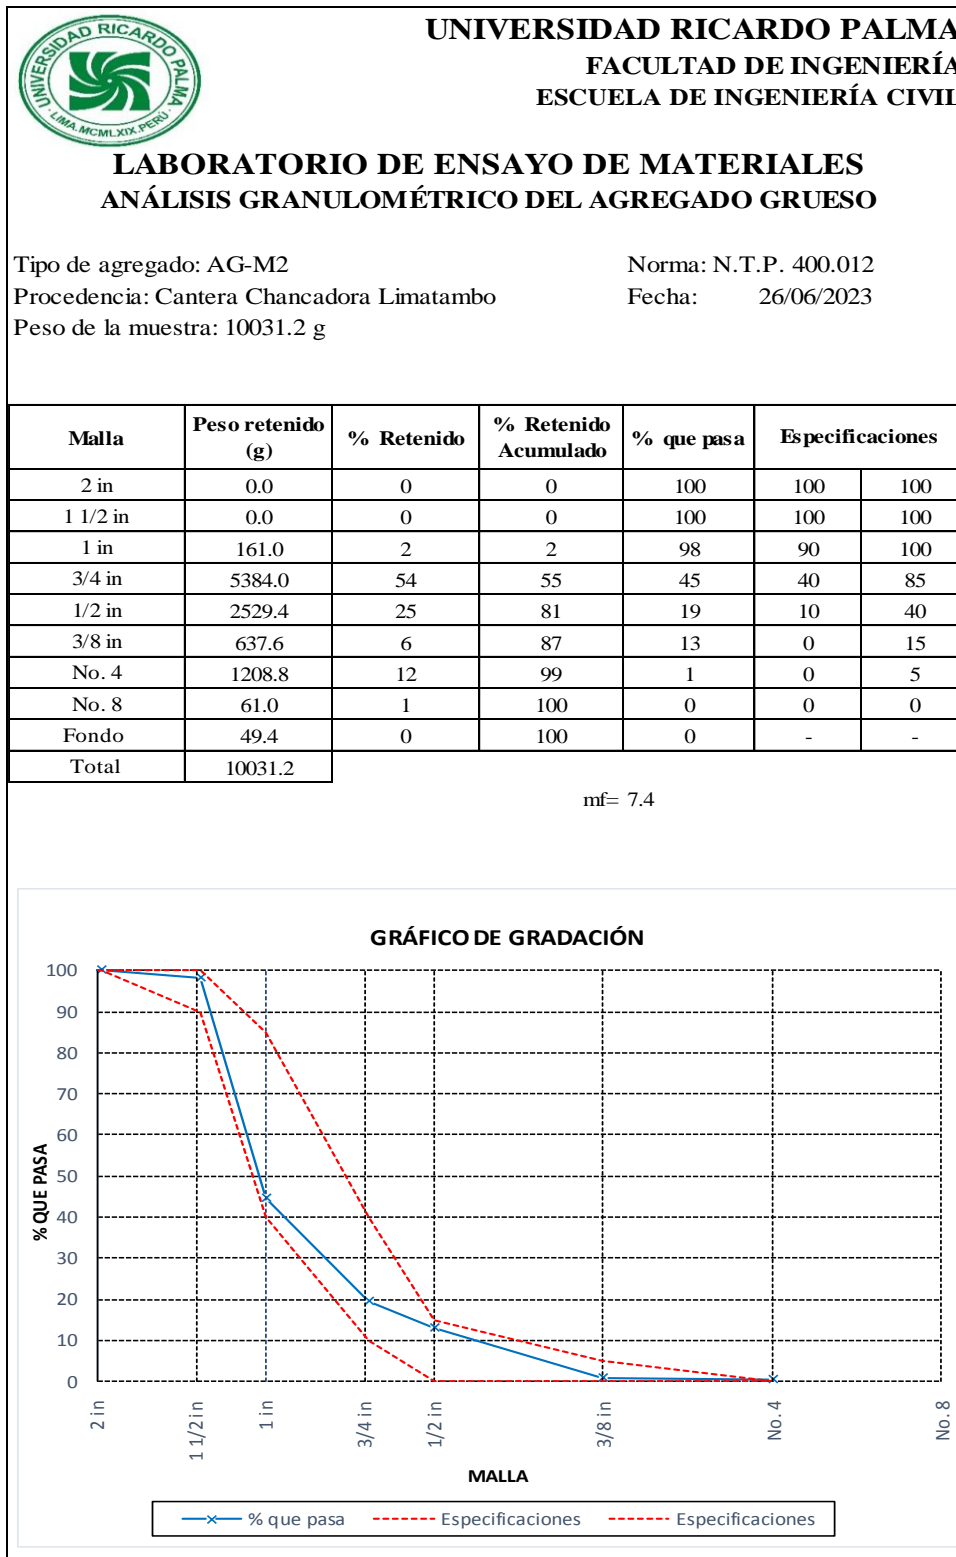 UNIVERSIDAD RICARDO PALMA
UNIVERSIDAD RICARDO PALMA
· LIMA.MCMLXIX.PERÚ ·
FACULTAD DE INGENIERÍA
ESCUELA DE INGENIERÍA CIVIL
LABORATORIO DE ENSAYO DE MATERIALES
ANÁLISIS GRANULOMÉTRICO DEL AGREGADO GRUESO
Tipo de agregado: AG-M2 Norma: N.T.P. 400.012
Procedencia: Cantera Chancadora Limatambo Fecha: 26/06/2023
Peso de la muestra: 10031.2 g
Malla Peso retenido (g) % Retenido % Retenido Acumulado % que pasa Especificaciones
2 in 0.0 0 0 100 100 100
1 1/2 in 0.0 0 0 100 100 100
1 in 161.0 2 2 98 90 100
3/4 in 5384.0 54 55 45 40 85
1/2 in 2529.4 25 81 19 10 40
3/8 in 637.6 6 87 13 0 15
No. 4 1208.8 12 99 1 0 5
No. 8 61.0 1 100 0 0 0
Fondo 49.4 0 100 0 - -
Total 10031.2
mf= 7.4
GRÁFICO DE GRADACIÓN
100
90
80
70
60
50
40
30
20
10
0
% QUE PASA
2 in 1 1/2 in 1 in 3/4 in 1/2 in 3/8 in No. 4 No. 8
MALLA
% que pasa Especificaciones Especificaciones